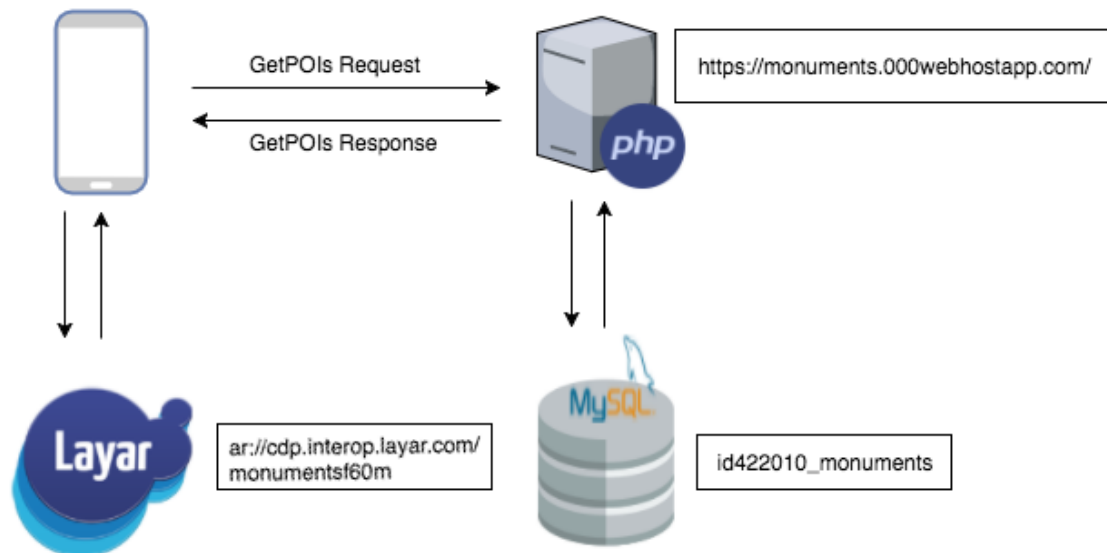 GetPOIs Request
https://monuments.000webhostapp.com/
GetPOIs Response
php
MySQL
Layar
ar://cdp.interop.layar.com/
monumentsf60m
id422010_monuments